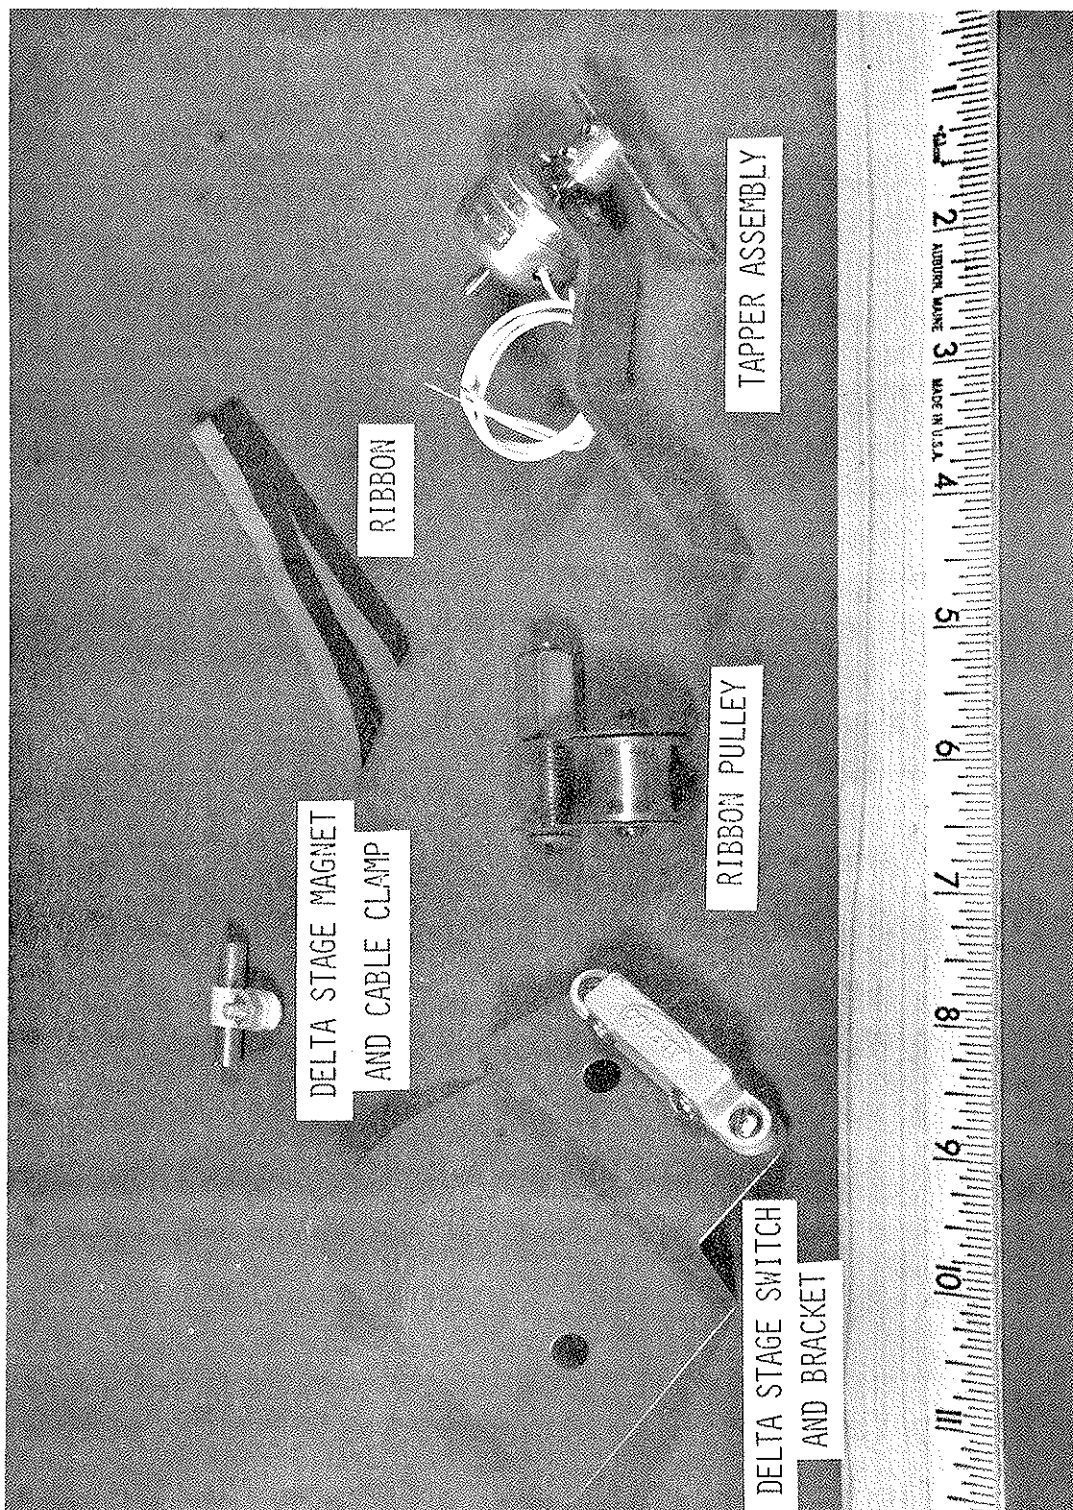 DELTA STAGE MAGNET
AND CABLE CLAMP
RIBBON
DELTA STAGE SWITCH
AND BRACKET
RIBBON PULLEY
TAPPER ASSEMBLY
11 10 9 8 7 6 5 4 3 2 1
MADE IN U.S.A.
AUBURN, MAINE